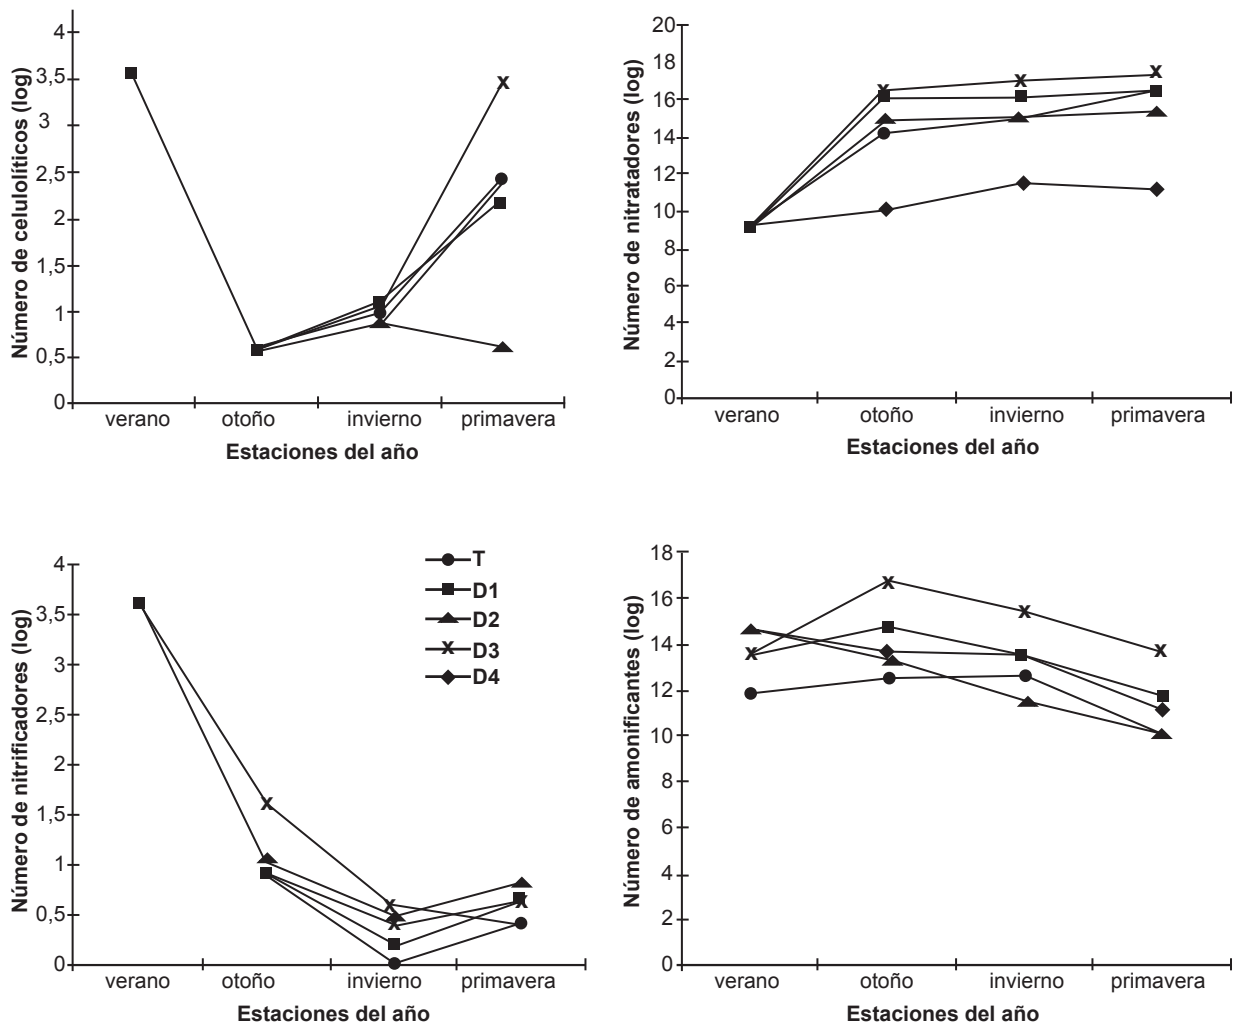 Número de celulolíticos (log)
4
3,5
3
2,5
2
1,5
1
0,5
0
verano otoño invierno primavera
Estaciones del año
Número de nitratadores (log)
20
18
16
14
12
10
8
6
4
2
0
verano otoño invierno primavera
Estaciones del año
Número de nitrificadores (log)
4
3,5
3
2,5
2
1,5
1
0,5
0
T
D1
D2
D3
D4
verano otoño invierno primavera
Estaciones del año
Número de amonificantes (log)
18
16
14
12
10
8
6
4
2
0
verano otoño invierno primavera
Estaciones del año